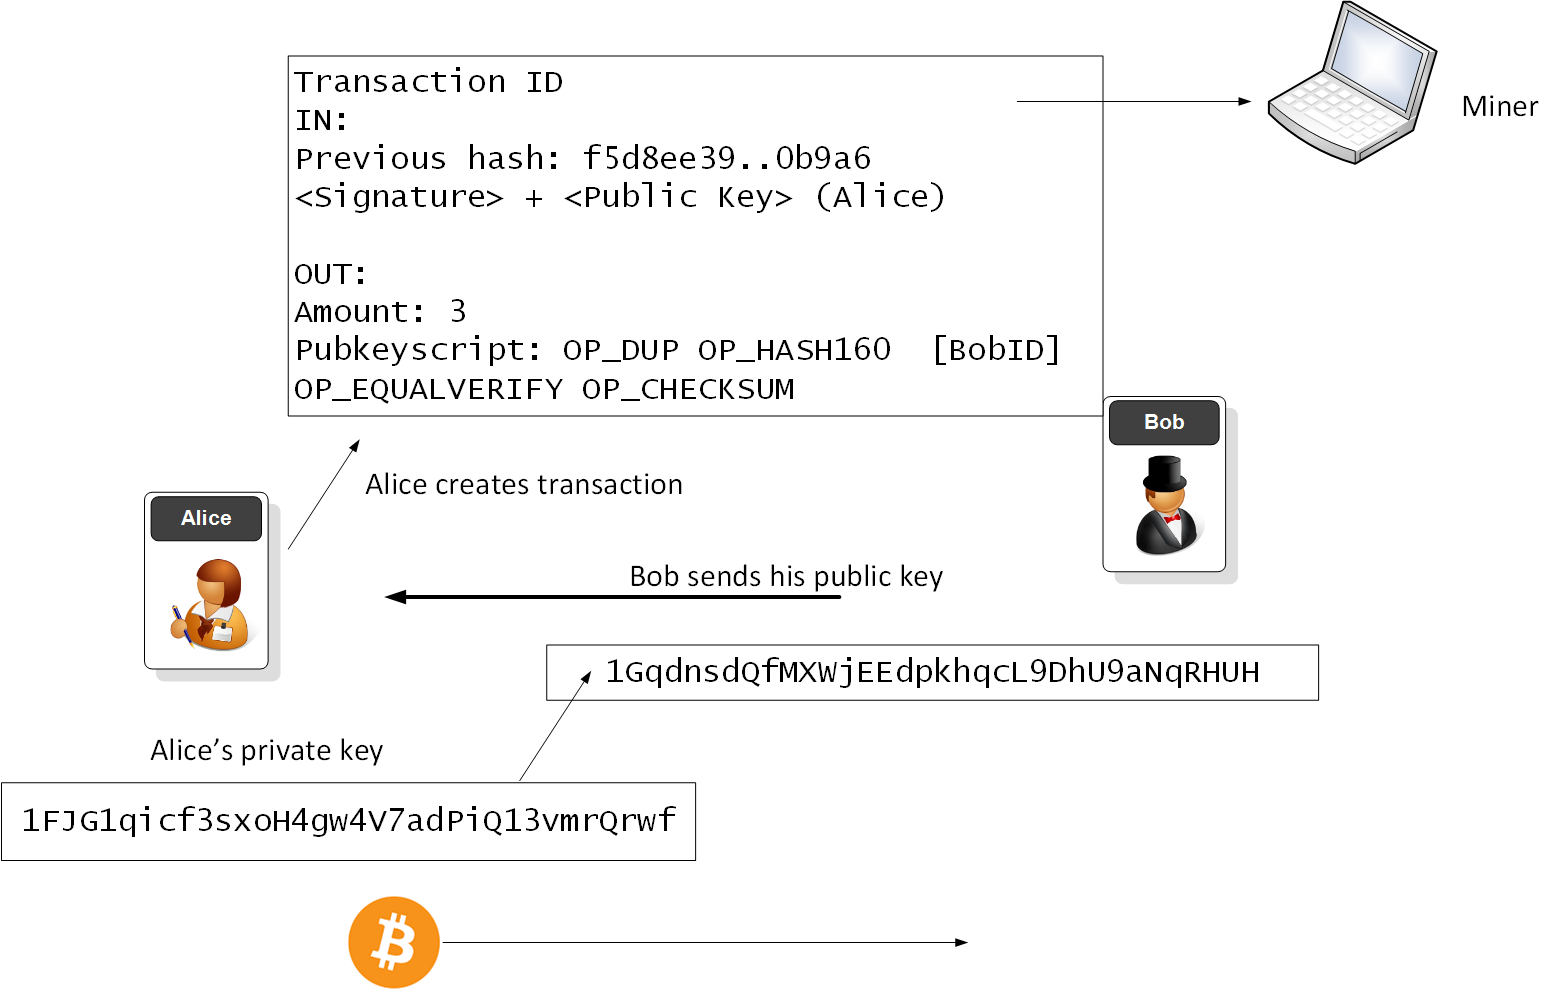 Transaction ID
IN:
Previous hash: f5d8ee39..0b9a6
<Signature> + <Public Key> (Alice)
OUT:
Amount: 3
Pubkeyscript: OP_DUP OP_HASH160 [BobID]
OP_EQUALVERIFY OP_CHECKSUM
Miner
Bob
Alice creates transaction
Alice
Bob sends his public key
1GqdnsdQfMXWjEEdpkhqcL9DhU9aNqRHUH
Alice’s private key
1FJG1qicf3sxoH4gw4V7adPiQ13vmrQrwf